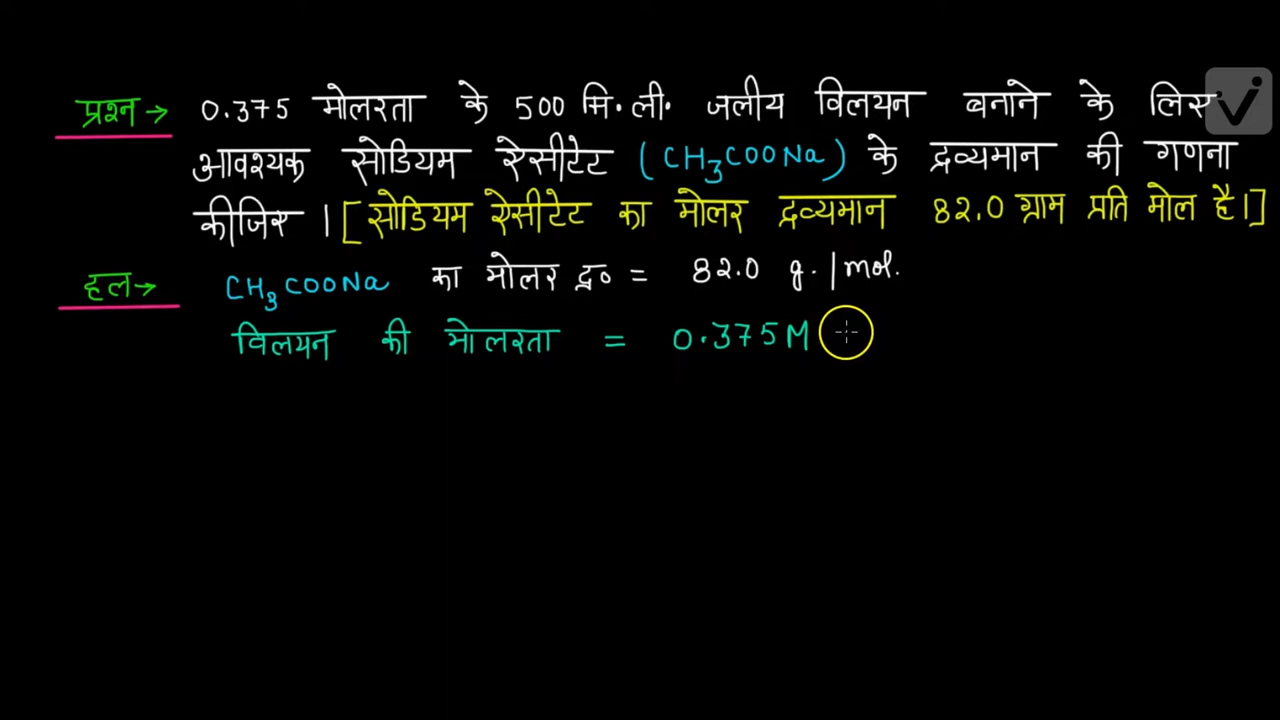 प्रश्न → 0.375 मोलरता के 500 मि.ली. जलीय विलयन बनाने के लिए
आवश्यक सोडियम ऐसीटेट (CH₃COONa) के द्रव्यमान की गणना
कीजिए । [सोडियम ऐसीटेट का मोलर द्रव्यमान 82.0 ग्राम प्रति मोल है।]
हल → CH₃COONa का मोलर द्र० = 82.0 g./mol.
विलयन की मोलरता = 0.375 M